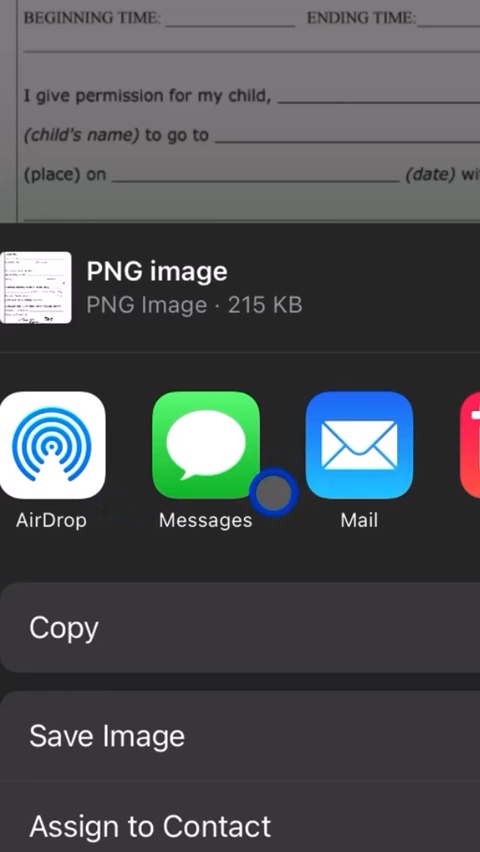 BEGINNING TIME: ENDING TIME:
I give permission for my child,
(child's name) to go to
(place) on (date) wi
PNG image
PNG Image · 215 KB
AirDrop Messages Mail
Copy
Save Image
Assign to Contact